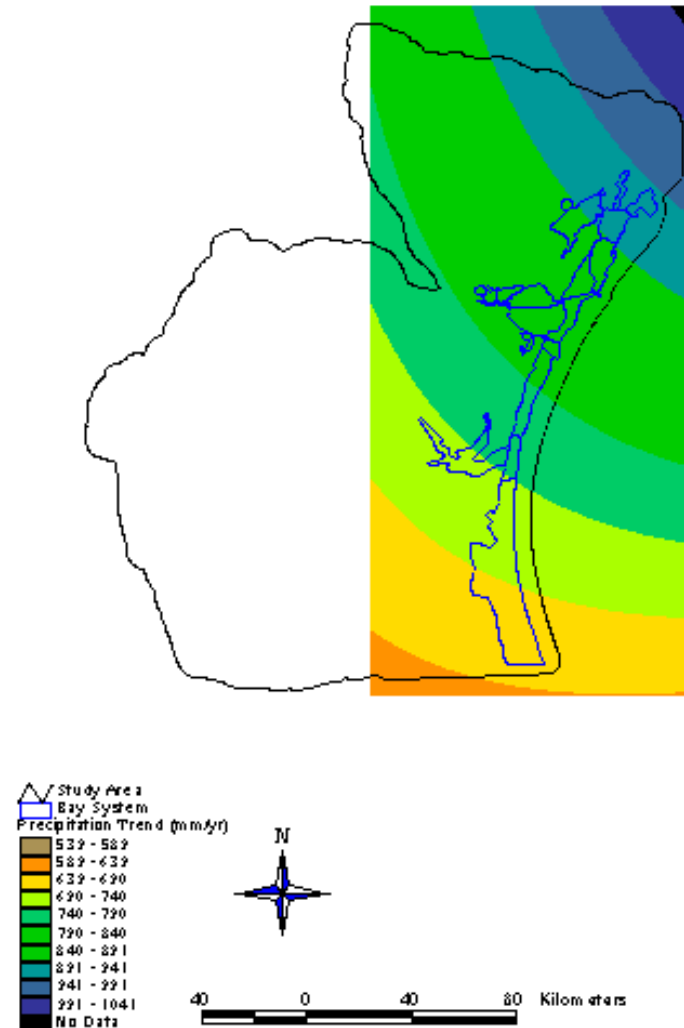 Study Area
Bay System
Precipitation Trend (mm/yr)
539 - 589
589 - 639
639 - 690
690 - 740
740 - 790
790 - 840
840 - 891
891 - 941
941 - 991
991 - 1041
No Data
N
40 0 40 80 Kilometers